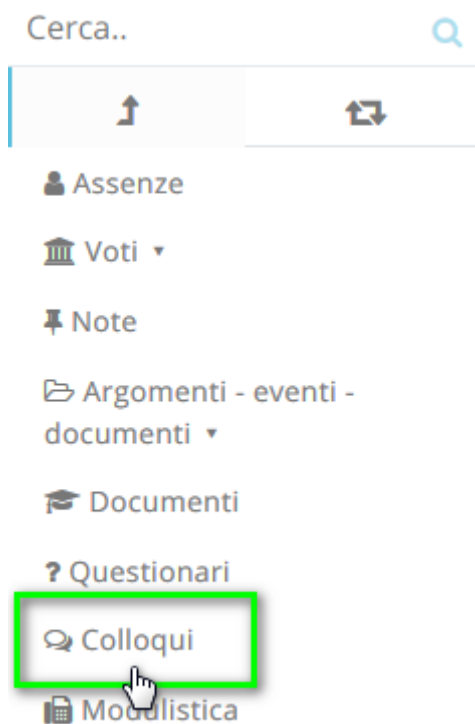 Cerca..
Assenze
Voti
Note
Argomenti - eventi -
documenti
Documenti
? Questionari
Colloqui
Modulistica